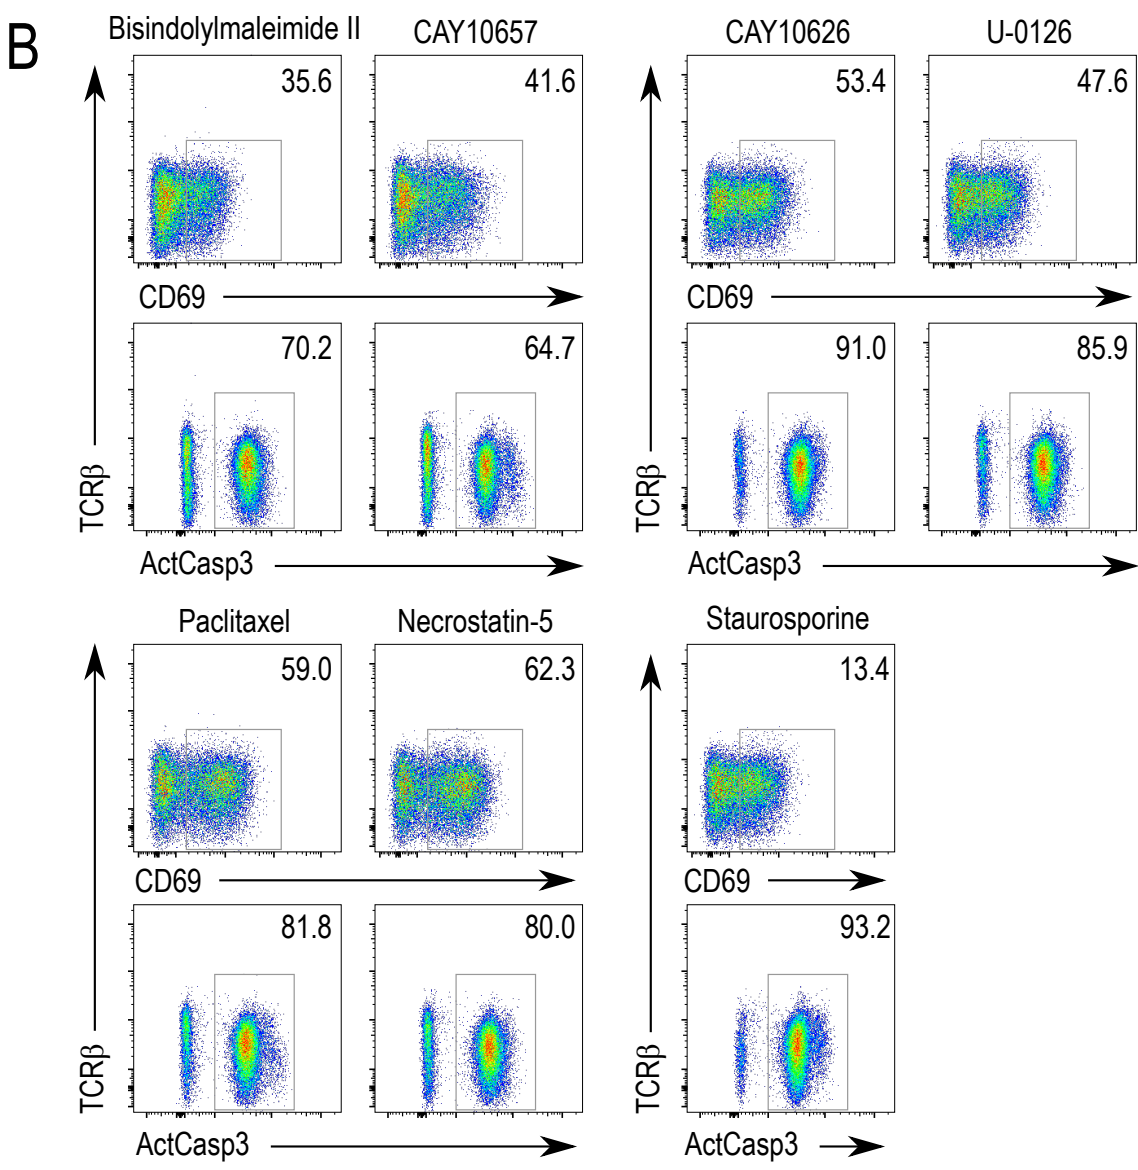 B
Bisindolylmaleimide II
CAY10657
CAY10626
U-0126
35.6
41.6
53.4
47.6
CD69
CD69
70.2
64.7
91.0
85.9
TCRβ
TCRβ
ActCasp3
ActCasp3
Paclitaxel
Necrostatin-5
Staurosporine
59.0
62.3
13.4
CD69
CD69
81.8
80.0
93.2
TCRβ
TCRβ
ActCasp3
ActCasp3